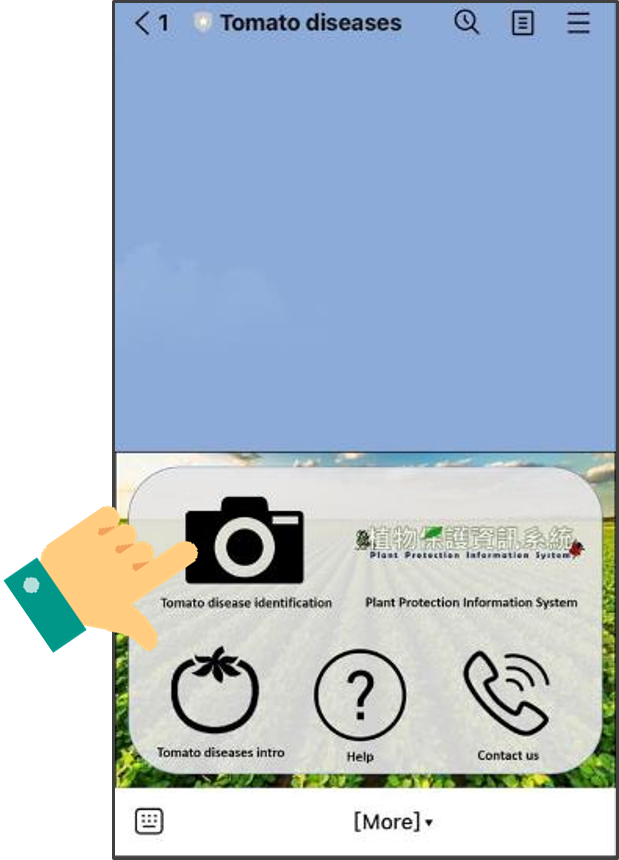 1
Tomato diseases
植物保護資訊系統
Plant Protection Information System
Tomato disease identification
Plant Protection Information System
Tomato diseases intro
Help
?
Contact us
[More]